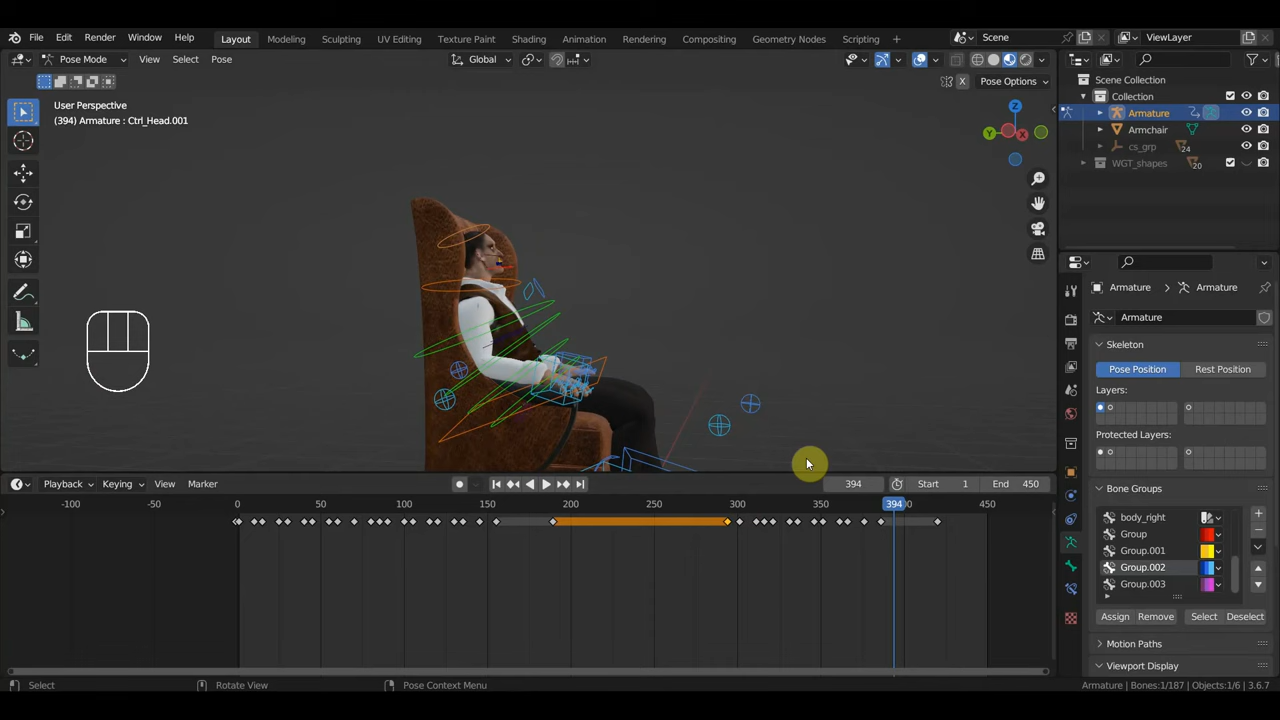 File Edit Render Window Help Layout Modeling Sculpting UV Editing Texture Paint Shading Animation Rendering Compositing Geometry Nodes Scripting + Scene ViewLayer
Pose Mode View Select Pose Global
X Pose Options
User Perspective
(394) Armature : Ctrl_Head.001
Z
Y
X
Scene Collection
Collection
Armature
Armchair
cs_grp 24
WGT_shapes 20
Armature > Armature
Armature
Skeleton
Pose Position Rest Position
Layers:
Protected Layers:
Bone Groups
body_right
Group
Group.001
Group.002
Group.003
Assign Remove Select Deselect
Motion Paths
Viewport Display
Playback Keying View Marker 394 Start 1 End 450
-100 -50 0 50 100 150 200 250 300 350 394 400 450
Select Rotate View Pose Context Menu Armature | Bones:1/187 | Objects:1/6 | 3.6.7